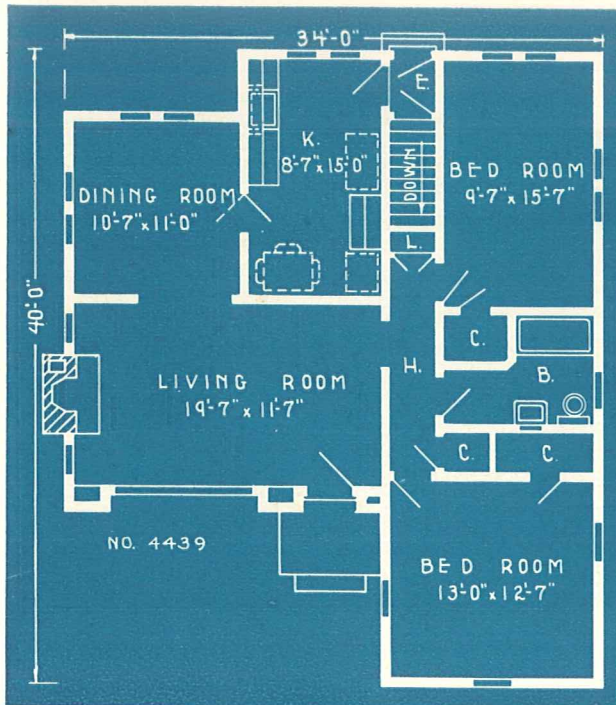 34'-0"
E.
K.
8'-7" x 15'-0"
DOWN
BED ROOM
9'-7" x 15'-7"
DINING ROOM
10'-7" x 11'-0"
L.
40'-0"
C.
LIVING ROOM
19'-7" x 11'-7"
H.
B.
C.
C.
NO. 4439
BED ROOM
13'-0" x 12'-7"